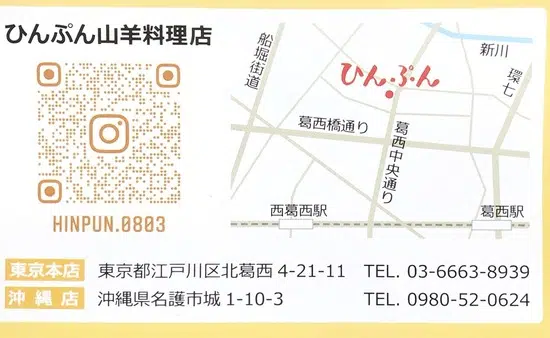 ひんぷん山羊料理店
HINPUN.0803
船堀街道
新川
環七
ひんぷん
葛西橋通り
葛西中央通り
西葛西駅
葛西駅
東京本店 東京都江戸川区北葛西 4-21-11 TEL. 03-6663-8939
沖縄店 沖縄県名護市城 1-10-3 TEL. 0980-52-0624